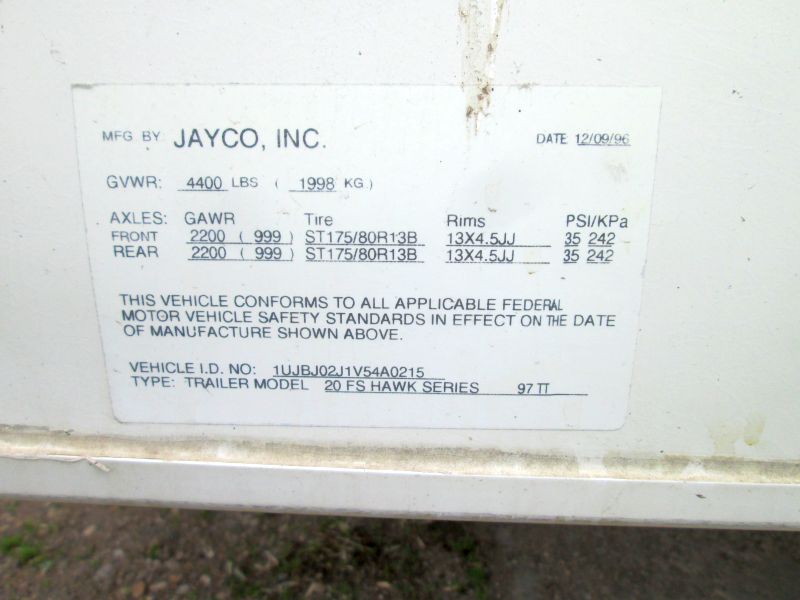 MFG BY JAYCO, INC. DATE 12/09/96
GVWR: 4400 LBS ( 1998 KG )
AXLES: GAWR Tire Rims PSI/KPa
FRONT 2200 ( 999 ) ST175/80R13B 13X4.5JJ 35 242
REAR 2200 ( 999 ) ST175/80R13B 13X4.5JJ 35 242
THIS VEHICLE CONFORMS TO ALL APPLICABLE FEDERAL
MOTOR VEHICLE SAFETY STANDARDS IN EFFECT ON THE DATE
OF MANUFACTURE SHOWN ABOVE.
VEHICLE I.D. NO: 1UJBJ02J1V54A0215
TYPE: TRAILER MODEL 20 FS HAWK SERIES 97 TT